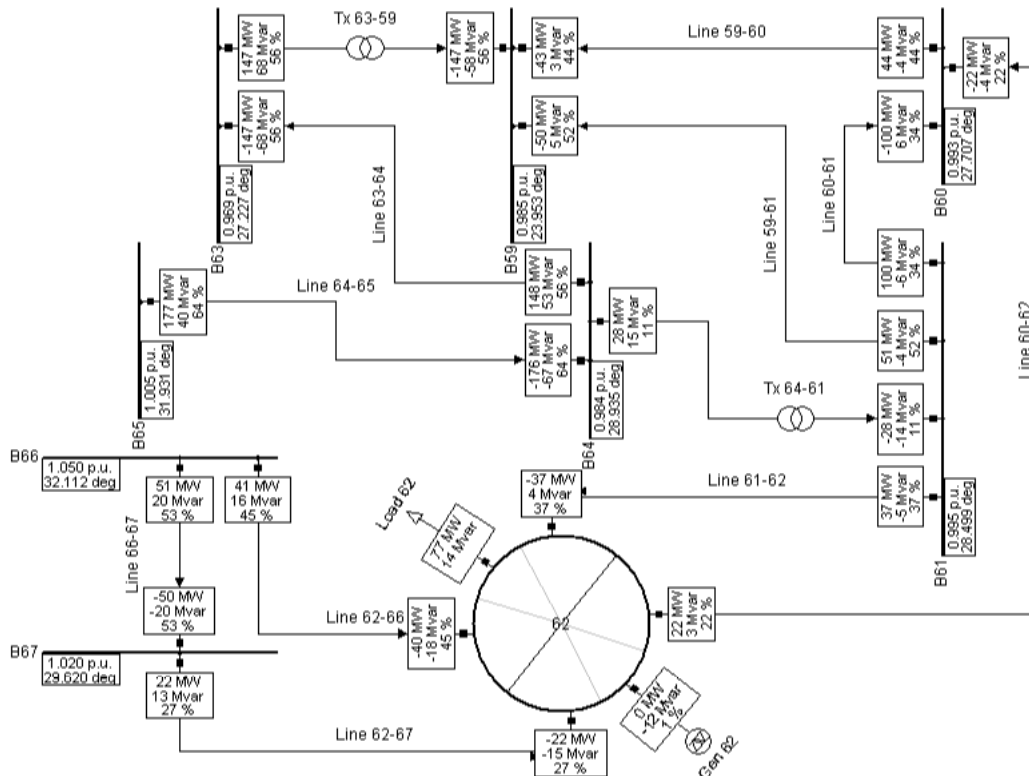 Tx 63-59
147 MW
68 Mvar
56 %
-147 MW
-58 Mvar
56 %
-43 MW
3 Mvar
44 %
Line 59-60
44 MW
-4 Mvar
44 %
-22 MW
-4 Mvar
22 %
-147 MW
-68 Mvar
56 %
-50 MW
5 Mvar
52 %
-100 MW
6 Mvar
34 %
0.969 p.u.
27.227 deg
B63
Line 63-64
0.985 p.u.
23.953 deg
B59
Line 59-61
Line 60-61
0.993 p.u.
27.707 deg
B60
177 MW
40 Mvar
64 %
Line 64-65
148 MW
53 Mvar
56 %
28 MW
15 Mvar
11 %
100 MW
-6 Mvar
34 %
Line 60-62
1.005 p.u.
31.931 deg
B65
-176 MW
-67 Mvar
64 %
51 MW
-4 Mvar
52 %
0.984 p.u.
28.935 deg
B64
Tx 64-61
-28 MW
-14 Mvar
11 %
B66
1.050 p.u.
32.112 deg
51 MW
20 Mvar
53 %
41 MW
16 Mvar
45 %
Load 62
77 MW
14 Mvar
-37 MW
4 Mvar
37 %
Line 61-62
37 MW
-5 Mvar
37 %
0.995 p.u.
28.499 deg
B61
Line 66-67
-50 MW
-20 Mvar
53 %
Line 62-66
-40 MW
-18 Mvar
45 %
62
22 MW
3 Mvar
22 %
B67
1.020 p.u.
29.620 deg
22 MW
13 Mvar
27 %
0 MW
-12 Mvar
1 %
Gen 62
Line 62-67
-22 MW
-15 Mvar
27 %